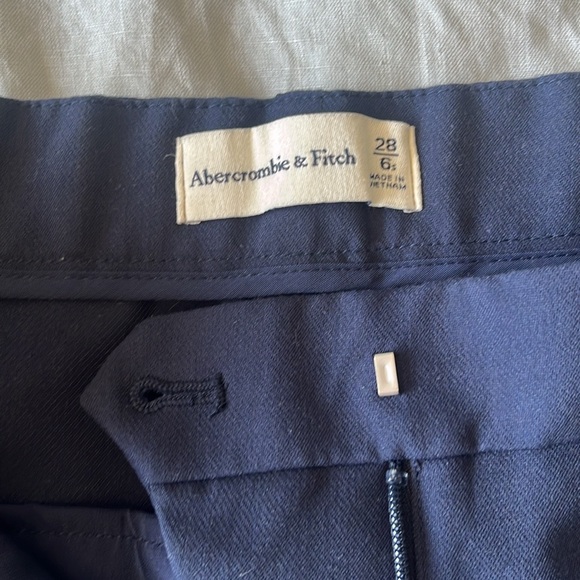 Abercrombie & Fitch
28
6s
MADE IN
VIETNAM